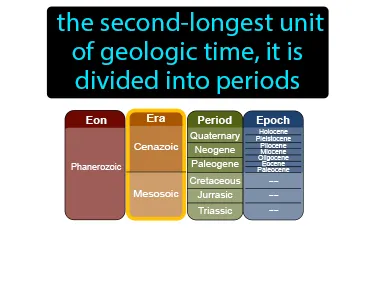 the second-longest unit
of geologic time, it is
divided into periods
Eon Era Period Epoch
Phanerozoic
Cenazoic
Mesosoic
Quaternary
Neogene
Paleogene
Cretaceous
Jurrasic
Triassic
Holocene
Pleistocene
Pliocene
Miocene
Oligocene
Eocene
Paleocene
---
---
---